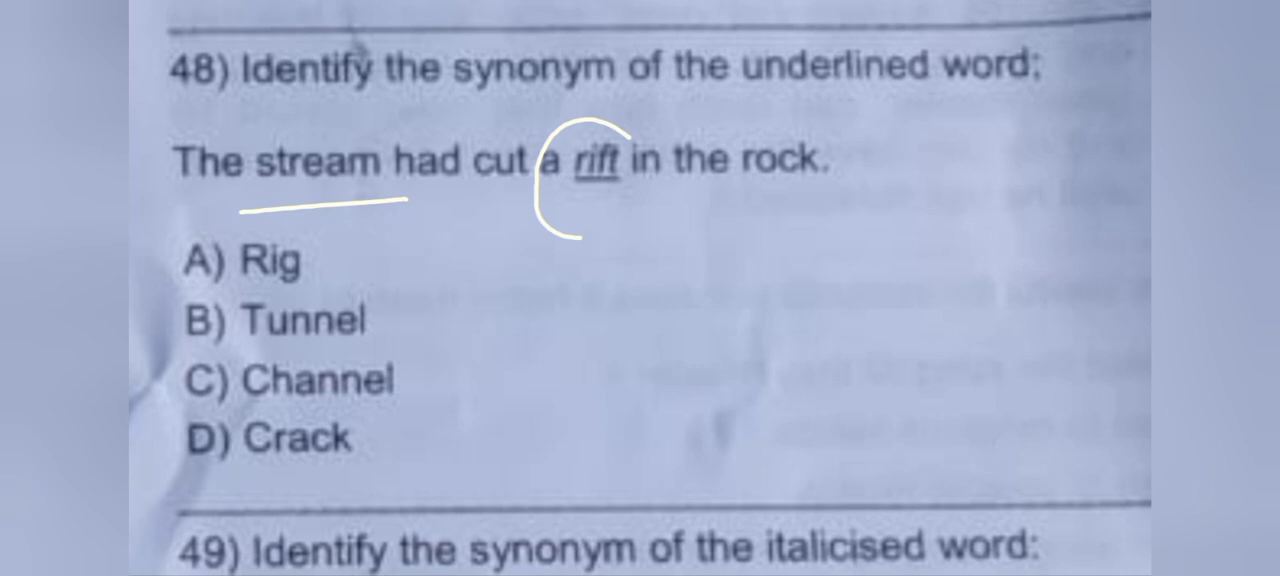 48) Identify the synonym of the underlined word;
The stream had cut a rift in the rock.
A) Rig
B) Tunnel
C) Channel
D) Crack
49) Identify the synonym of the italicised word: